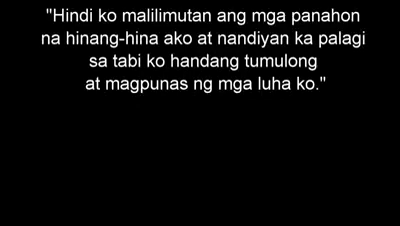 "Hindi ko malilimutan ang mga panahon
na hinang-hina ako at nandiyan ka palagi
sa tabi ko handang tumulong
at magpunas ng mga luha ko."